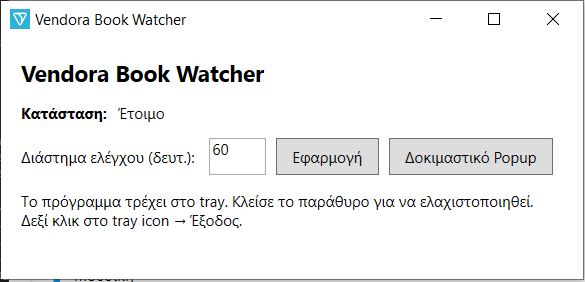 Vendora Book Watcher
Vendora Book Watcher
Κατάσταση: Έτοιμο
Διάστημα ελέγχου (δευτ.): 60 Εφαρμογή Δοκιμαστικό Popup
Το πρόγραμμα τρέχει στο tray. Κλείσε το παράθυρο για να ελαχιστοποιηθεί.
Δεξί κλικ στο tray icon → Έξοδος.